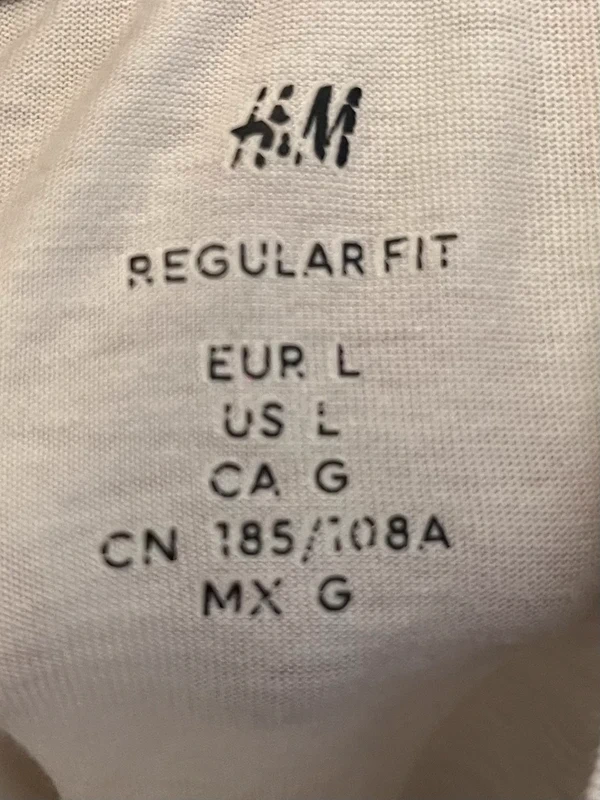 H&M
REGULAR FIT
EUR L
US L
CA G
CN 185/108A
MX G